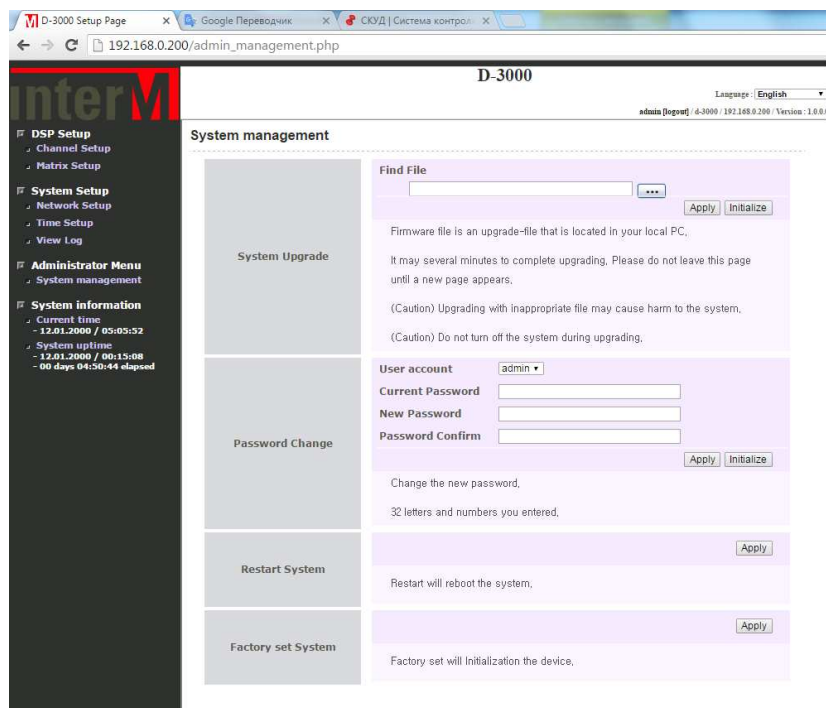 D-3000 Setup Page
Google Переводчик
СКУД | Система контрол
192.168.0.200/admin_management.php
interM
D-3000
Language : English
admin [logout] / d-3000 / 192.168.0.200 / Version : 1.0.0.
DSP Setup
Channel Setup
Matrix Setup
System Setup
Network Setup
Time Setup
View Log
Administrator Menu
System management
System information
Current time
- 12.01.2000 / 05:05:52
System uptime
- 12.01.2000 / 00:15:08
- 00 days 04:50:44 elapsed
System management
System Upgrade
Find File
...
Apply Initialize
Firmware file is an upgrade-file that is located in your local PC.
It may several minutes to complete upgrading. Please do not leave this page
until a new page appears.
(Caution) Upgrading with inappropriate file may cause harm to the system.
(Caution) Do not turn off the system during upgrading.
Password Change
User account admin
Current Password
New Password
Password Confirm
Apply Initialize
Change the new password.
32 letters and numbers you entered.
Restart System
Apply
Restart will reboot the system.
Factory set System
Apply
Factory set will Initialization the device.